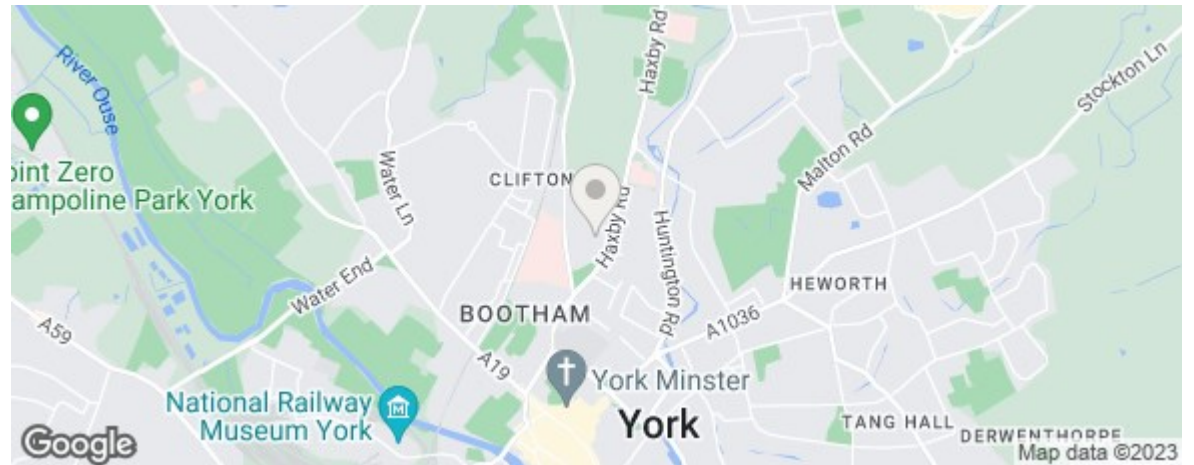 River Ouse
Haxby Rd
Stockton Ln
oint Zero
ampoline Park York
Water Ln
CLIFTON
Malton Rd
Haxby Rd
Huntington Rd
Water End
HEWORTH
BOOTHAM
A1036
A59
A19
York Minster
National Railway
Museum York
York
TANG HALL
DERWENTHORPE
Google
Map data ©2023